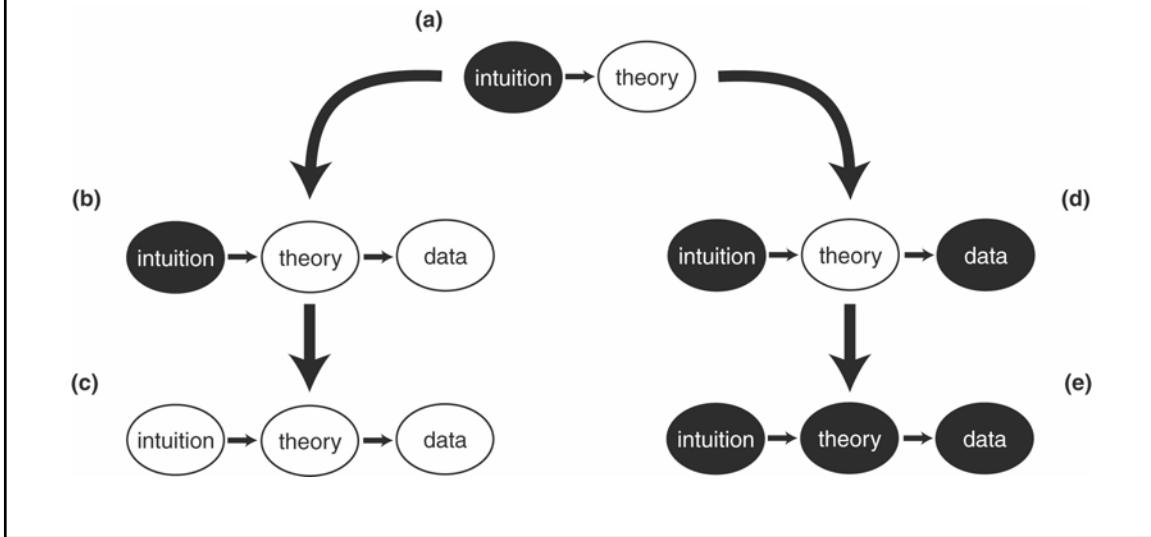 (a)
intuition theory
(b)
intuition theory data
(d)
intuition theory data
(c)
intuition theory data
(e)
intuition theory data